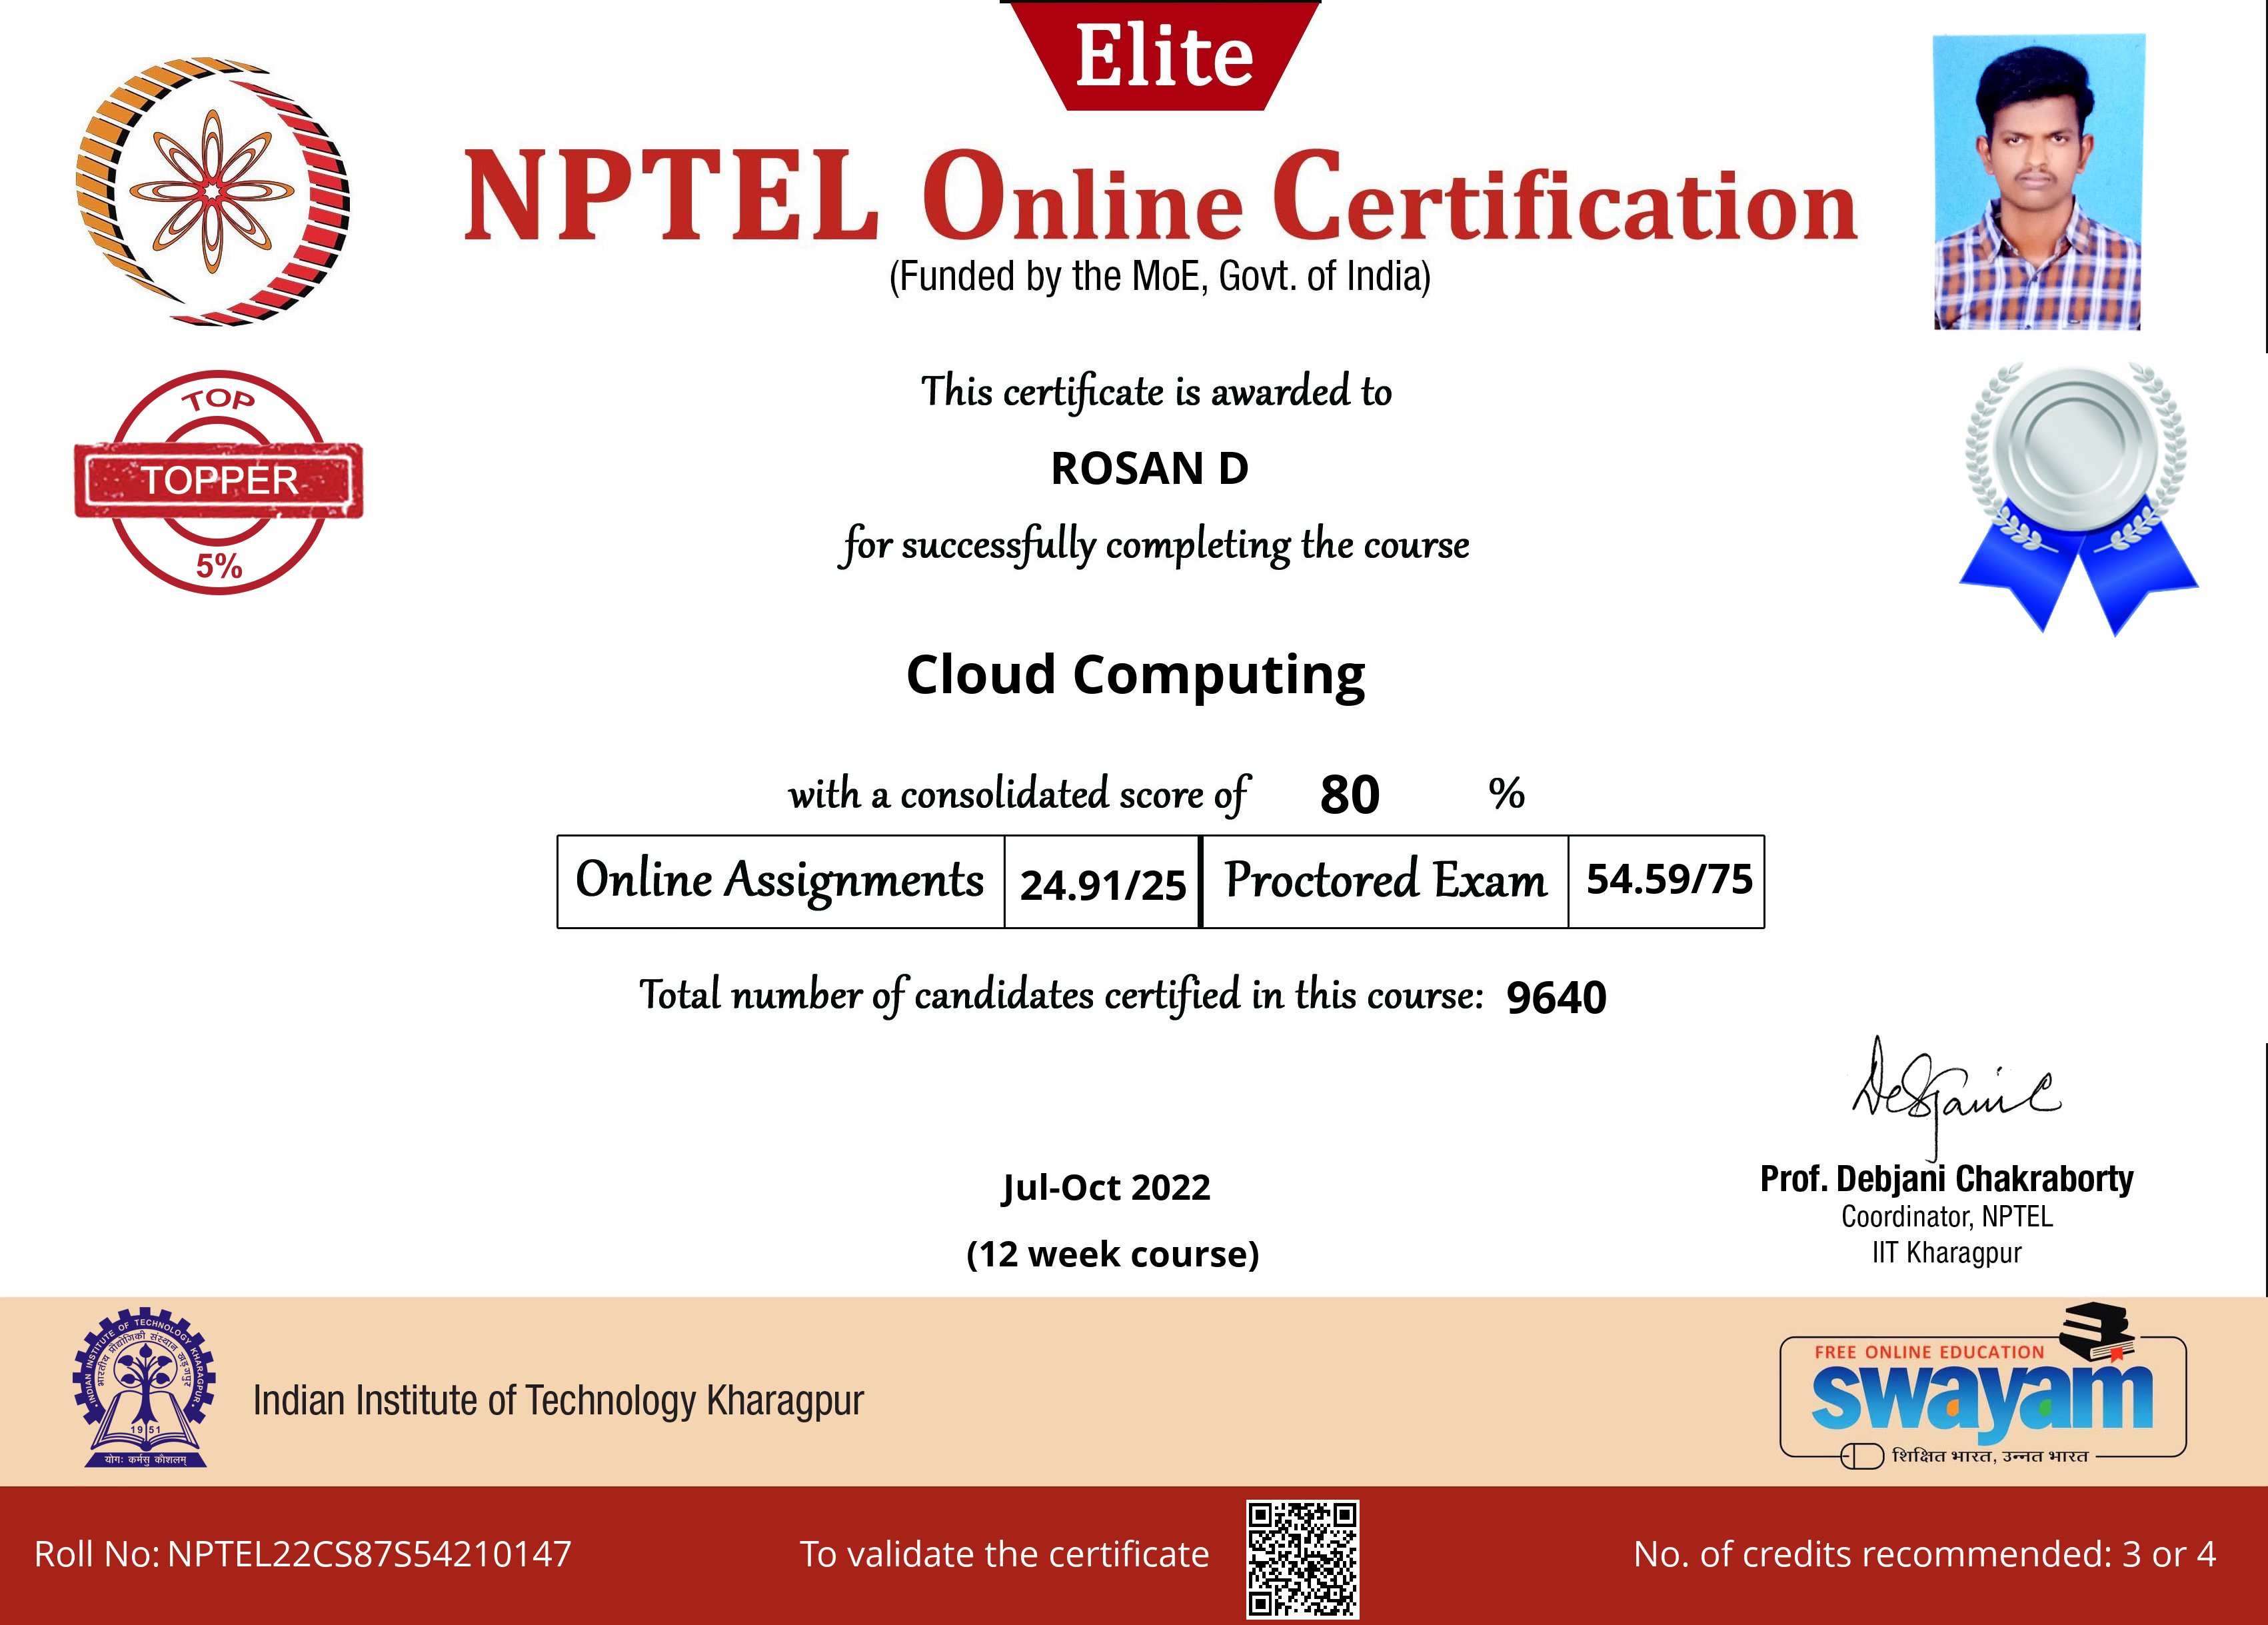 Elite
NPTEL Online Certification
(Funded by the MoE, Govt. of India)
This certificate is awarded to
ROSAN D
for successfully completing the course
TOP
TOPPER
5%
Cloud Computing
with a consolidated score of 80 %
Online Assignments 24.91/25 Proctored Exam 54.59/75
Total number of candidates certified in this course: 9640
Debjani C
Prof. Debjani Chakraborty
Coordinator, NPTEL
IIT Kharagpur
Jul-Oct 2022
(12 week course)
INDIAN INSTITUTE OF TECHNOLOGY KHARAGPUR
भारतीय प्रौद्योगिकी संस्थान खड़गपुर
1951
योगः कर्मसु कौशलम्
Indian Institute of Technology Kharagpur
FREE ONLINE EDUCATION
swayam
शिक्षित भारत, उन्नत भारत
Roll No: NPTEL22CS87S54210147
To validate the certificate
No. of credits recommended: 3 or 4